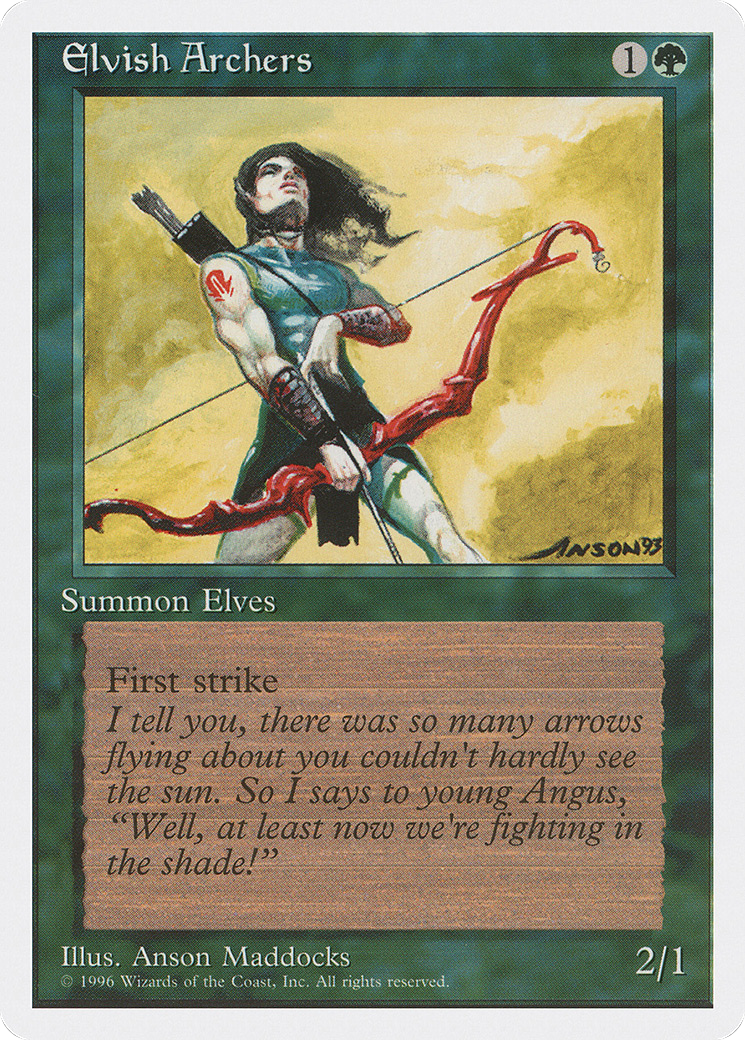 Elvish Archers 1
ANSON '93
Summon Elves
First strike
I tell you, there was so many arrows
flying about you couldn't hardly see
the sun. So I says to young Angus,
“Well, at least now we're fighting in
the shade!”
Illus. Anson Maddocks
© 1996 Wizards of the Coast, Inc. All rights reserved.
2/1